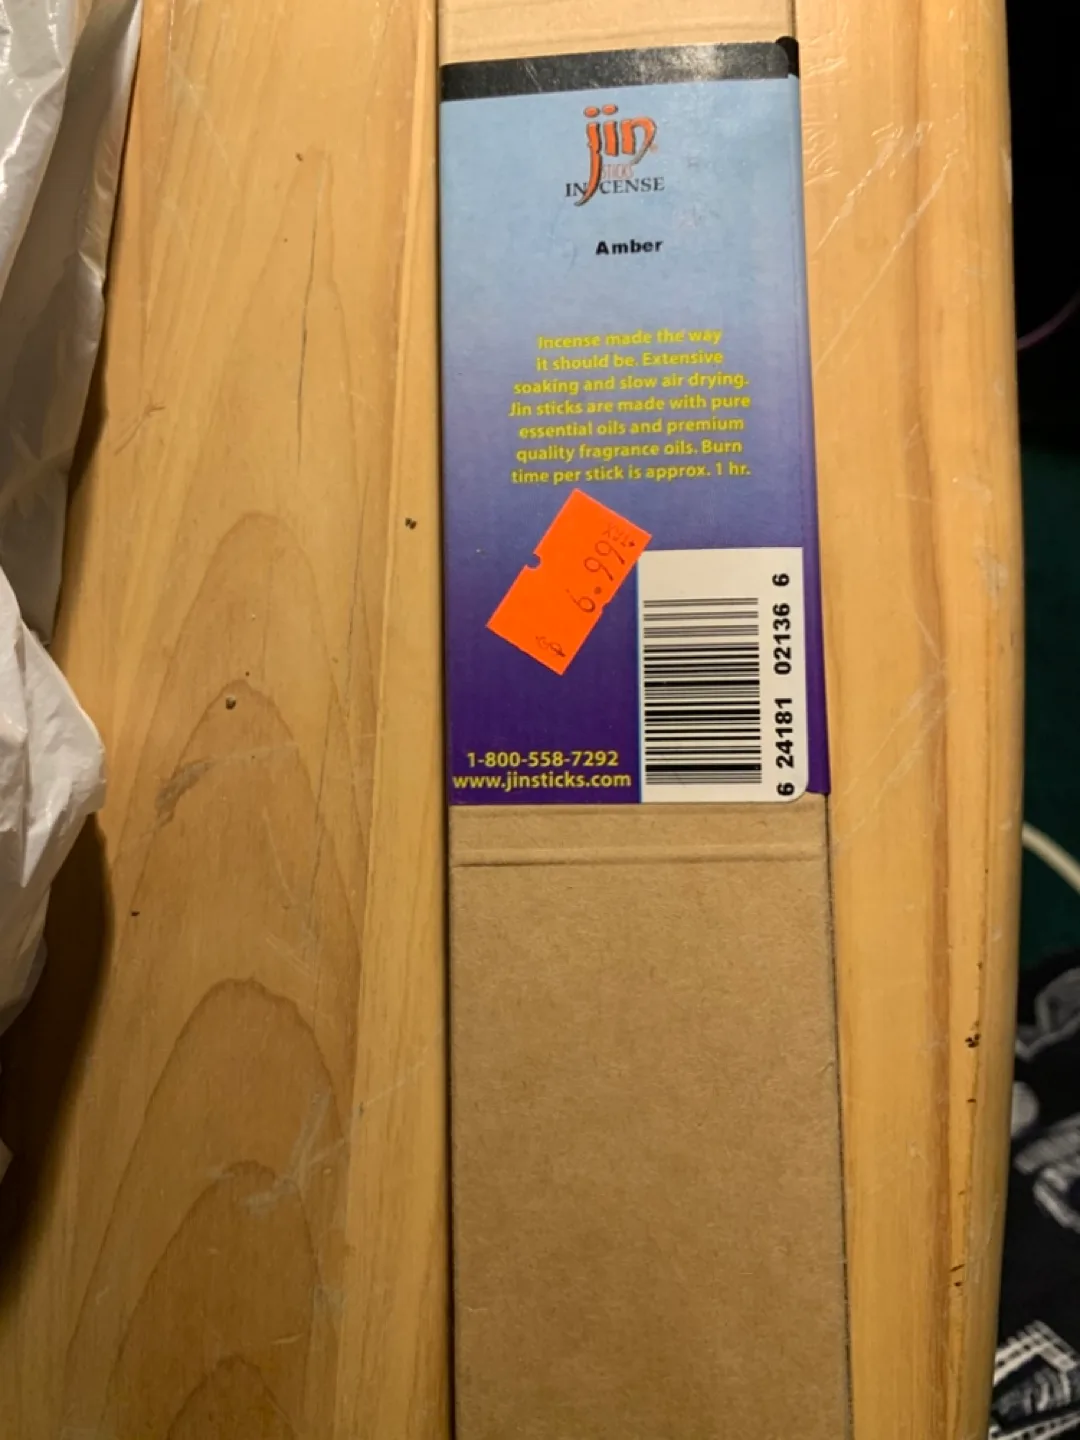 jin
STICKS
INCENSE
Amber
Incense made the way
it should be. Extensive
soaking and slow air drying.
Jin sticks are made with pure
essential oils and premium
quality fragrance oils. Burn
time per stick is approx. 1 hr.
6.99
1-800-558-7292
www.jinsticks.com
6 24181 02136 6